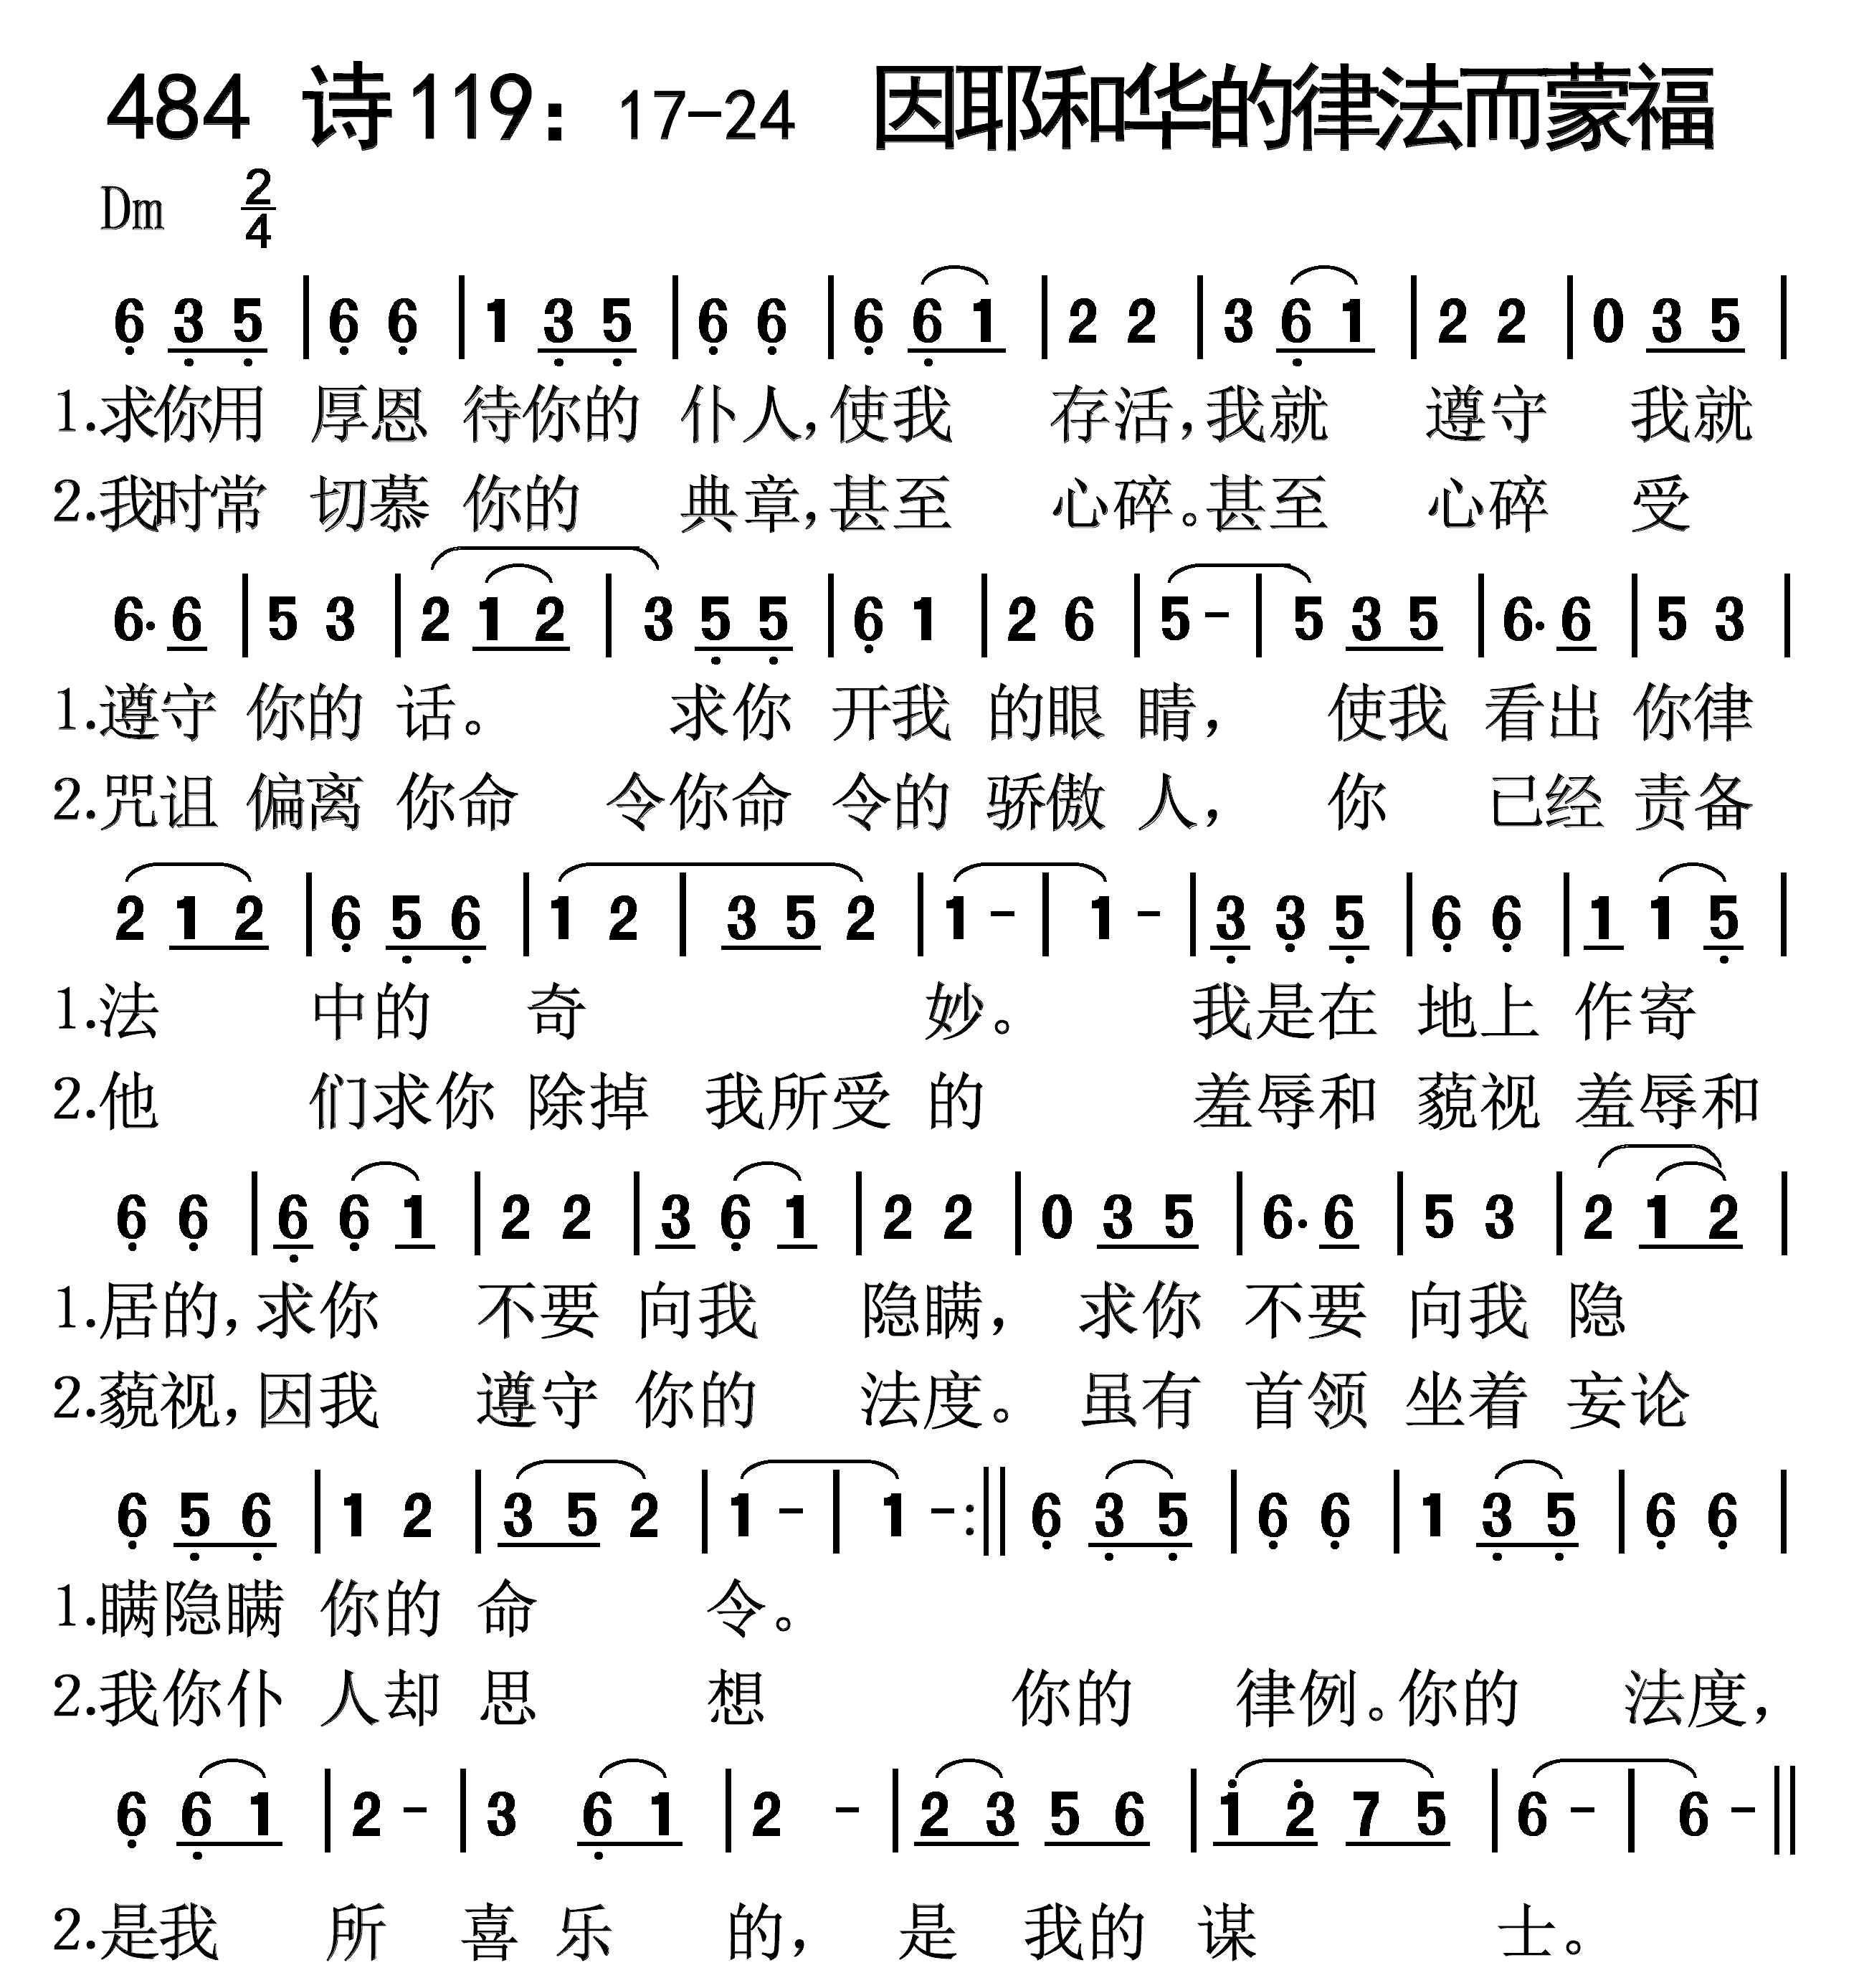 484 诗119：17-24 因耶和华的律法而蒙福
Dm 2/4
6 3 5 | 6 6 | 1 3 5 | 6 6 | 6 6 1 | 2 2 | 3 6 1 | 2 2 | 0 3 5 |
1.求你用 厚恩 待你的 仆人，使我 存活，我就 遵守 我就
2.我时常 切慕 你的 典章，甚至 心碎。甚至 心碎 受
6· 6 | 5 3 | 2 1 2 | 3 5 5 | 6 1 | 2 6 | 5 - | 5 3 5 | 6· 6 | 5 3 |
1.遵守 你的 话。 求你 开我 的眼 睛， 使我 看出 你律
2.咒诅 偏离 你命 令你命 令的 骄傲 人， 你 已经 责备
2 1 2 | 6 5 6 | 1 2 | 3 5 2 | 1 - | 1 - | 3 3 5 | 6 6 | 1 1 5 |
1.法 中的 奇 妙。 我是在 地上 作寄
2.他 们求你 除掉 我所受 的 羞辱和 藐视 羞辱和
6 6 | 6 6 1 | 2 2 | 3 6 1 | 2 2 | 0 3 5 | 6· 6 | 5 3 | 2 1 2 |
1.居的，求你 不要 向我 隐瞒， 求你 不要 向我 隐
2.藐视，因我 遵守 你的 法度。 虽有 首领 坐着 妄论
6 5 6 | 1 2 | 3 5 2 | 1 - | 1 - :‖ 6 3 5 | 6 6 | 1 3 5 | 6 6 |
1.瞒隐瞒 你的 命 令。
2.我你仆 人却 思 想 你的 律例。你的 法度，
6 6 1 | 2 - | 3 6 1 | 2 - | 2 3 5 6 | 1 2 7 5 | 6 - | 6 - ‖
2.是我 所 喜 乐 的， 是 我的 谋 士。